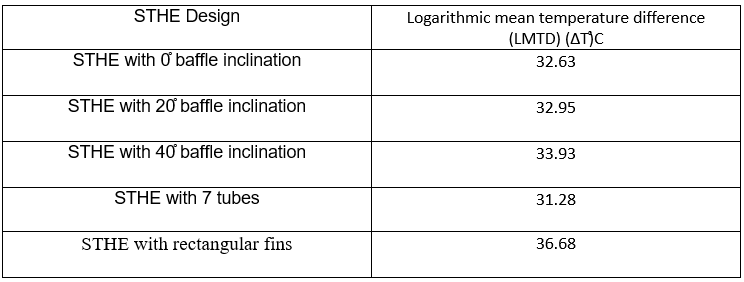 STHE Design
Logarithmic mean temperature difference
(LMTD) (ΔT)̊C
STHE with 0̊ baffle inclination
32.63
STHE with 20̊ baffle inclination
32.95
STHE with 40̊ baffle inclination
33.93
STHE with 7 tubes
31.28
STHE with rectangular fins
36.68